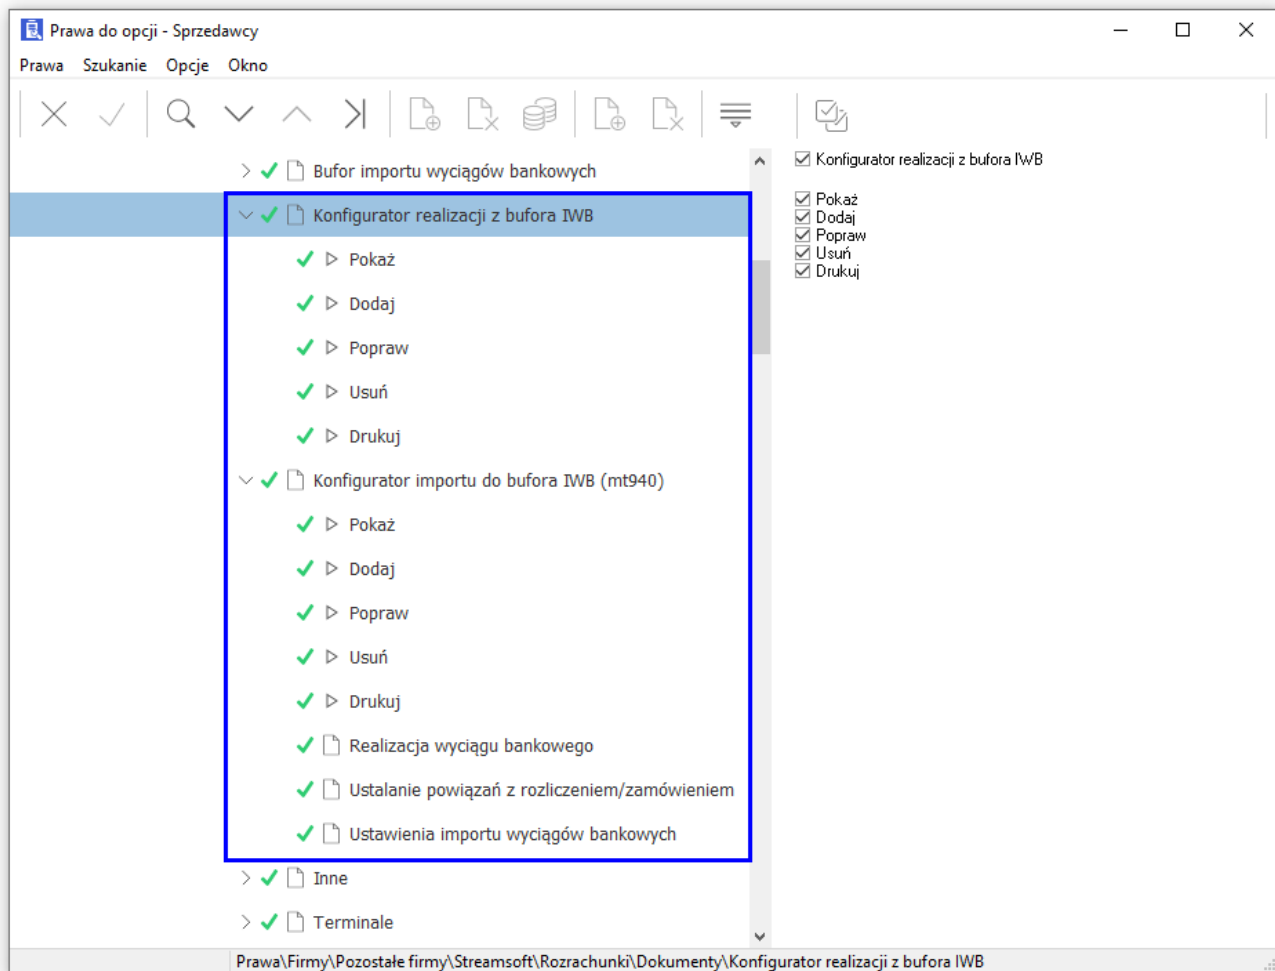 Prawa do opcji - Sprzedawcy
Prawa Szukanie Opcje Okno
Bufor importu wyciągów bankowych
Konfigurator realizacji z bufora IWB
Pokaż
Dodaj
Popraw
Usuń
Drukuj
Konfigurator importu do bufora IWB (mt940)
Pokaż
Dodaj
Popraw
Usuń
Drukuj
Realizacja wyciągu bankowego
Ustalanie powiązań z rozliczeniem/zamówieniem
Ustawienia importu wyciągów bankowych
Inne
Terminale
Konfigurator realizacji z bufora IWB
Pokaż
Dodaj
Popraw
Usuń
Drukuj
Prawa\Firmy\Pozostałe firmy\Streamsoft\Rozrachunki\Dokumenty\Konfigurator realizacji z bufora IWB